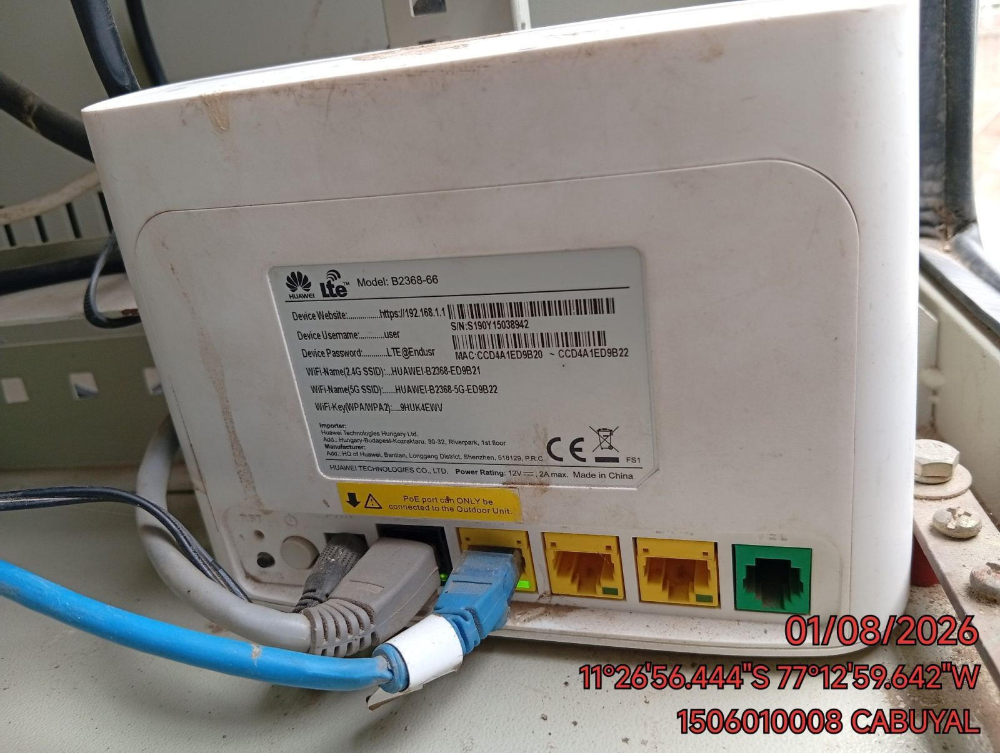 HUAWEI Lte™ Model: B2368-66
Device Website:.................https://192.168.1.1
S/N:S190Y15038942
Device Username:............user
Device Password:............LTE@Endusr
MAC:CCD4A1ED9B20 ~ CCD4A1ED9B22
WiFi-Name(2.4G SSID):...HUAWEI-B2368-ED9B21
WiFi-Name(5G SSID):......HUAWEI-B2368-5G-ED9B22
WiFi-Key(WPA/WPA2):....9HUK4EWV
Importer:
Huawei Technologies Hungary Ltd.
Add.: Hungary-Budapest-Kozraktaru. 30-32, Riverpark, 1st floor
Manufacturer:
Add.: HQ of Huawei, Bantian, Longgang District, Shenzhen, 518129, P.R.C
CE
FS1
HUAWEI TECHNOLOGIES CO., LTD. Power Rating: 12V⎓, 2A max. Made in China
PoE port can ONLY be
connected to the Outdoor Unit.
RST
TEL
01/08/2026
11°26'56.444"S 77°12'59.642"W
1506010008 CABUYAL